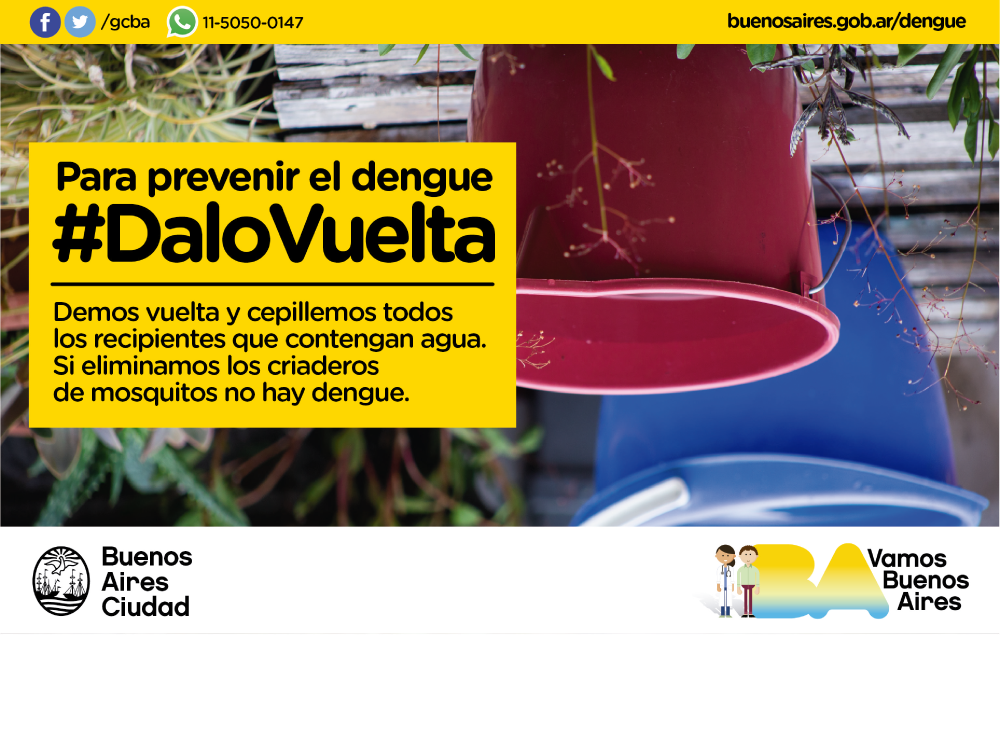 /gcba 11-5050-0147 buenosaires.gob.ar/dengue
Para prevenir el dengue
#DaloVuelta
Demos vuelta y cepillemos todos
los recipientes que contengan agua.
Si eliminamos los criaderos
de mosquitos no hay dengue.
Buenos
Aires
Ciudad
BA
Vamos
Buenos
Aires